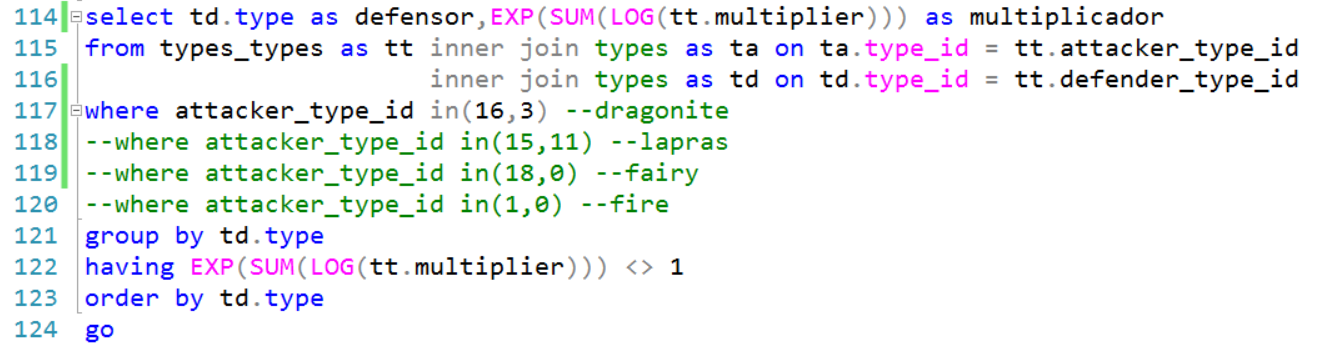 114 select td.type as defensor,EXP(SUM(LOG(tt.multiplier))) as multiplicador
115 from types_types as tt inner join types as ta on ta.type_id = tt.attacker_type_id
116 inner join types as td on td.type_id = tt.defender_type_id
117 where attacker_type_id in(16,3) --dragonite
118 --where attacker_type_id in(15,11) --lapras
119 --where attacker_type_id in(18,0) --fairy
120 --where attacker_type_id in(1,0) --fire
121 group by td.type
122 having EXP(SUM(LOG(tt.multiplier))) <> 1
123 order by td.type
124 go